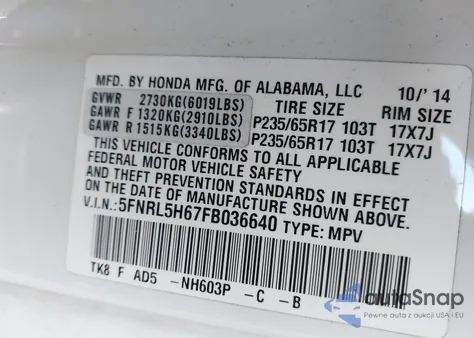 MFD. BY HONDA MFG. OF ALABAMA, LLC 10/' 14
GVWR 2730KG(6019LBS) TIRE SIZE RIM SIZE
GAWR F 1320KG(2910LBS) P235/65R17 103T 17X7J
GAWR R 1515KG(3340LBS) P235/65R17 103T 17X7J
THIS VEHICLE CONFORMS TO ALL APPLICABLE
FEDERAL MOTOR VEHICLE SAFETY
AND THEFT PREVENTION STANDARDS IN EFFECT
ON THE DATE OF MANUFACTURE SHOWN ABOVE.
V.I.N.: 5FNRL5H67FB036640 TYPE: MPV
TK8 F AD5 -NH603P -C -B
autaSnap
Pewne auta z aukcji USA i EU